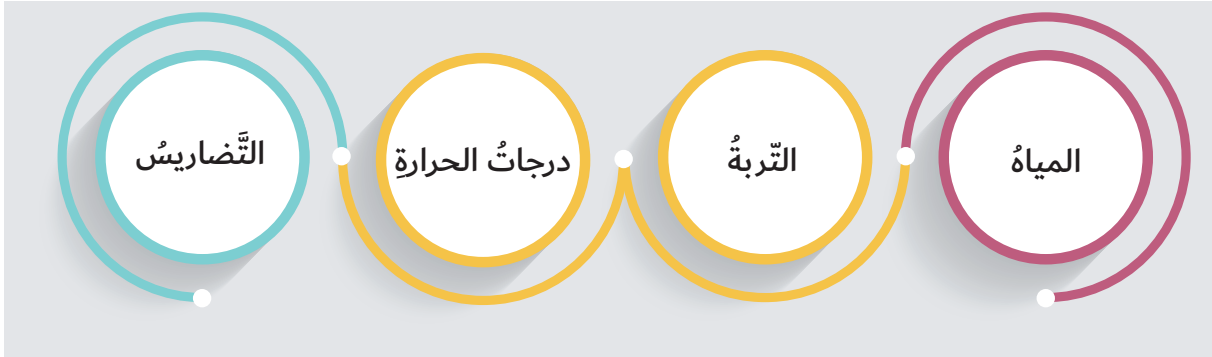 المياهُ
التّربةُ
درجاتُ الحرارةِ
التَّضاريسُ